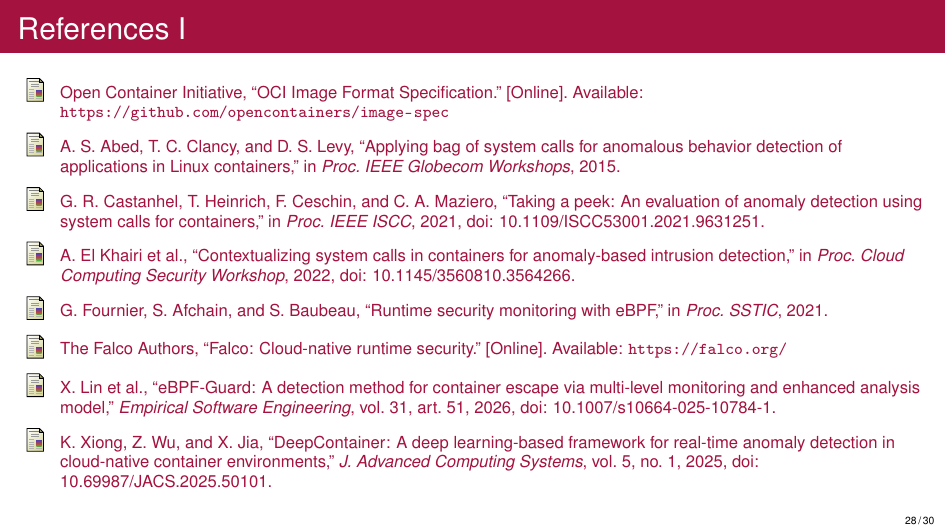 References I
Open Container Initiative, “OCI Image Format Specification.” [Online]. Available:
https://github.com/opencontainers/image-spec
A. S. Abed, T. C. Clancy, and D. S. Levy, “Applying bag of system calls for anomalous behavior detection of
applications in Linux containers,” in Proc. IEEE Globecom Workshops, 2015.
G. R. Castanhel, T. Heinrich, F. Ceschin, and C. A. Maziero, “Taking a peek: An evaluation of anomaly detection using
system calls for containers,” in Proc. IEEE ISCC, 2021, doi: 10.1109/ISCC53001.2021.9631251.
A. El Khairi et al., “Contextualizing system calls in containers for anomaly-based intrusion detection,” in Proc. Cloud
Computing Security Workshop, 2022, doi: 10.1145/3560810.3564266.
G. Fournier, S. Afchain, and S. Baubeau, “Runtime security monitoring with eBPF,” in Proc. SSTIC, 2021.
The Falco Authors, “Falco: Cloud-native runtime security.” [Online]. Available: https://falco.org/
X. Lin et al., “eBPF-Guard: A detection method for container escape via multi-level monitoring and enhanced analysis
model,” Empirical Software Engineering, vol. 31, art. 51, 2026, doi: 10.1007/s10664-025-10784-1.
K. Xiong, Z. Wu, and X. Jia, “DeepContainer: A deep learning-based framework for real-time anomaly detection in
cloud-native container environments,” J. Advanced Computing Systems, vol. 5, no. 1, 2025, doi:
10.69987/JACS.2025.50101.
28 / 30